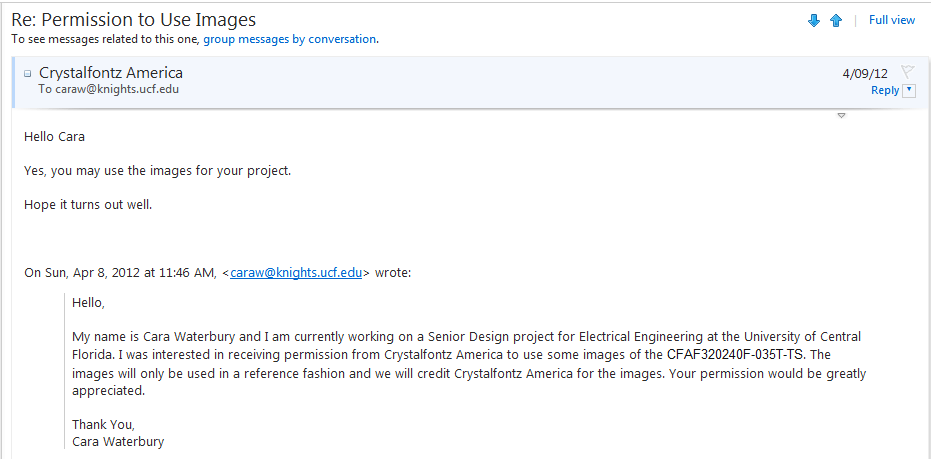 Re: Permission to Use Images
Full view
To see messages related to this one, group messages by conversation.
Crystalfontz America
4/09/12
To caraw@knights.ucf.edu
Reply
Hello Cara
Yes, you may use the images for your project.
Hope it turns out well.
On Sun, Apr 8, 2012 at 11:46 AM, <caraw@knights.ucf.edu> wrote:
Hello,
My name is Cara Waterbury and I am currently working on a Senior Design project for Electrical Engineering at the University of Central
Florida. I was interested in receiving permission from Crystalfontz America to use some images of the CFAF320240F-035T-TS. The
images will only be used in a reference fashion and we will credit Crystalfontz America for the images. Your permission would be greatly
appreciated.
Thank You,
Cara Waterbury